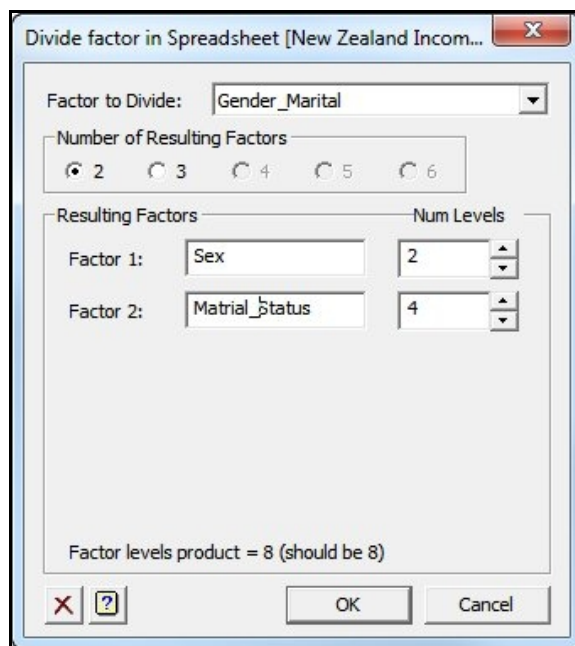 Divide factor in Spreadsheet [New Zealand Incom...
Factor to Divide: Gender_Marital
Number of Resulting Factors
2 3 4 5 6
Resulting Factors Num Levels
Factor 1: Sex 2
Factor 2: Matrial_Status 4
Factor levels product = 8 (should be 8)
OK Cancel